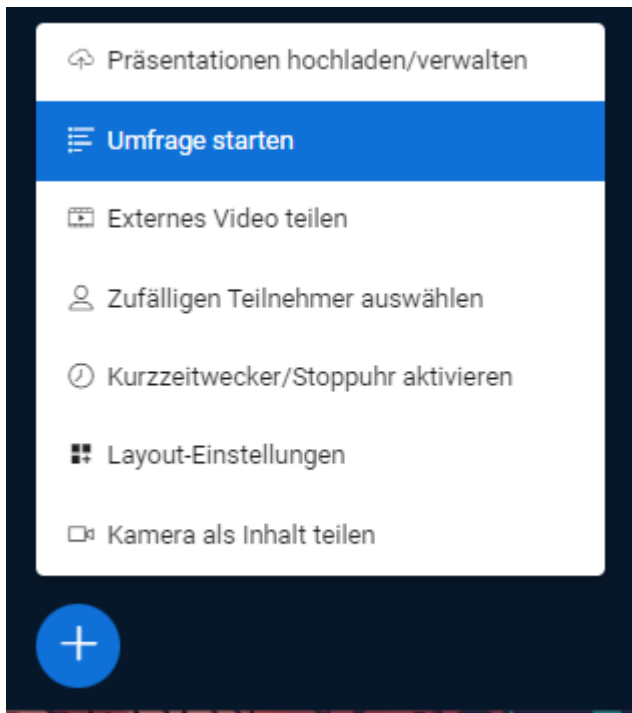 Präsentationen hochladen/verwalten
Umfrage starten
Externes Video teilen
Zufälligen Teilnehmer auswählen
Kurzzeitwecker/Stoppuhr aktivieren
Layout-Einstellungen
Kamera als Inhalt teilen